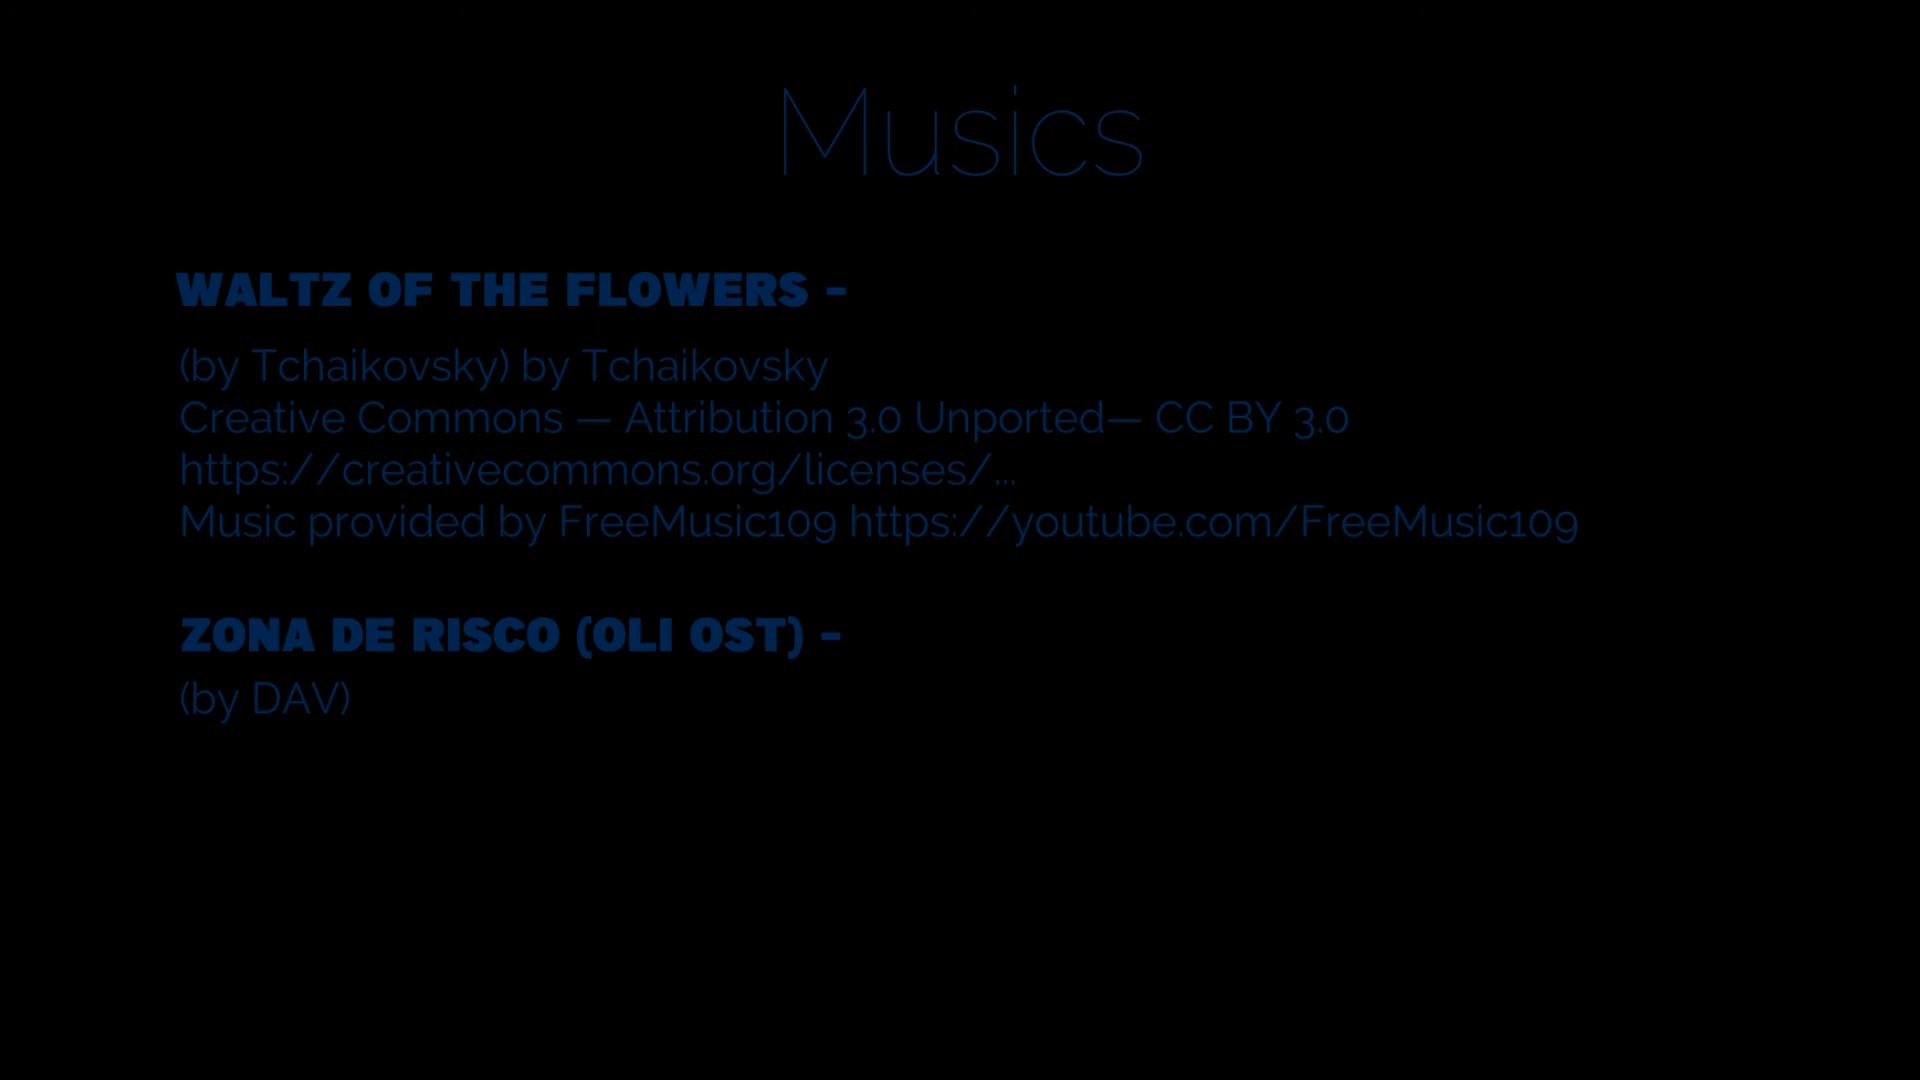 Musics
WALTZ OF THE FLOWERS -
(by Tchaikovsky) by Tchaikovsky
Creative Commons — Attribution 3.0 Unported— CC BY 3.0
https://creativecommons.org/licenses/...
Music provided by FreeMusic109 https://youtube.com/FreeMusic109
ZONA DE RISCO (OLI OST) -
(by DAV)